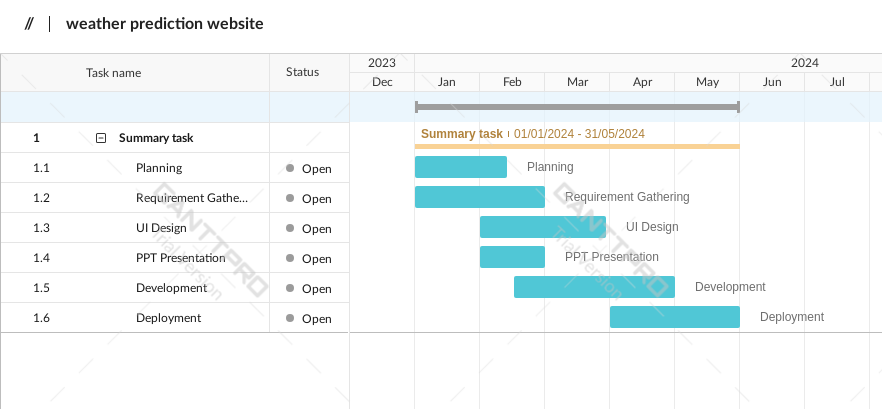 // | weather prediction website
Task name Status 2023 2024
Dec Jan Feb Mar Apr May Jun Jul
1 Summary task Summary task 01/01/2024 - 31/05/2024
1.1 Planning Open Planning
1.2 Requirement Gathe... Open Requirement Gathering
1.3 UI Design Open UI Design
1.4 PPT Presentation Open PPT Presentation
1.5 Development Open Development
1.6 Deployment Open Deployment
GANTTPRO
Trial version
GANTTPRO
Trial version